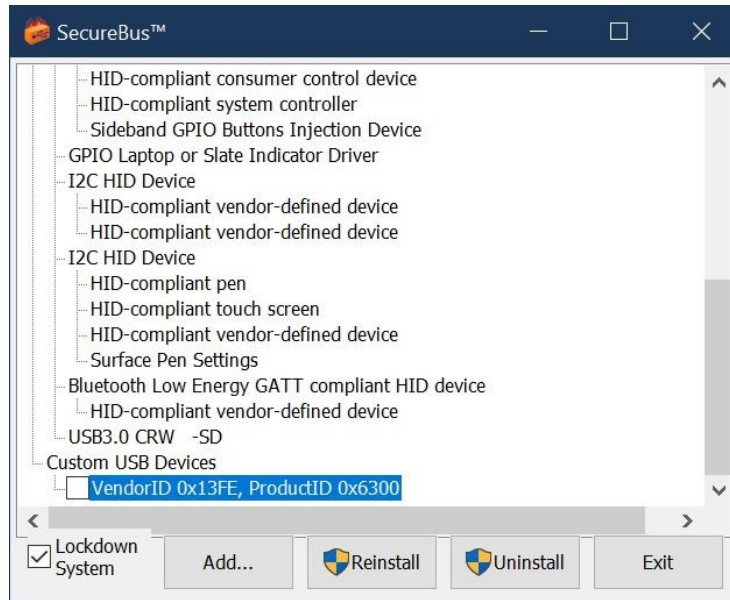 SecureBus™
HID-compliant consumer control device
HID-compliant system controller
Sideband GPIO Buttons Injection Device
GPIO Laptop or Slate Indicator Driver
I2C HID Device
HID-compliant vendor-defined device
HID-compliant vendor-defined device
I2C HID Device
HID-compliant pen
HID-compliant touch screen
HID-compliant vendor-defined device
Surface Pen Settings
Bluetooth Low Energy GATT compliant HID device
HID-compliant vendor-defined device
USB3.0 CRW   -SD
Custom USB Devices
VendorID 0x13FE, ProductID 0x6300
Lockdown
System
Add...
Reinstall
Uninstall
Exit